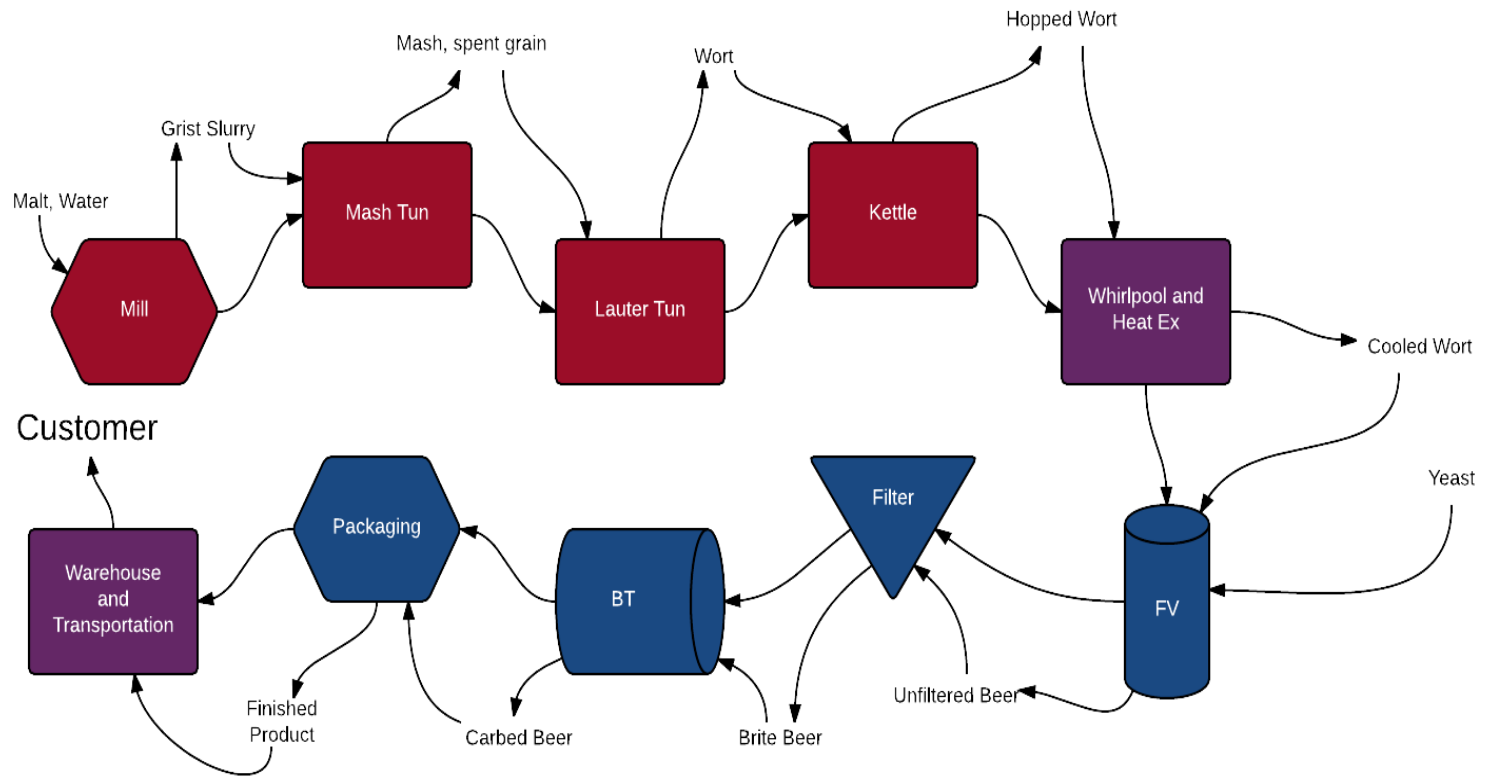 Hopped Wort
Mash, spent grain
Wort
Grist Slurry
Malt, Water
Mash Tun
Kettle
Mill
Lauter Tun
Whirlpool and
Heat Ex
Cooled Wort
Customer
Yeast
Filter
Packaging
Warehouse
and
Transportation
BT
FV
Unfiltered Beer
Finished
Product
Carbed Beer
Brite Beer